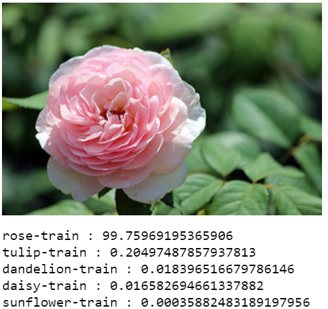 rose-train : 99.75969195365906
tulip-train : 0.20497487857937813
dandelion-train : 0.018396516679786146
daisy-train : 0.016582694661337882
sunflower-train : 0.00035882483189197956